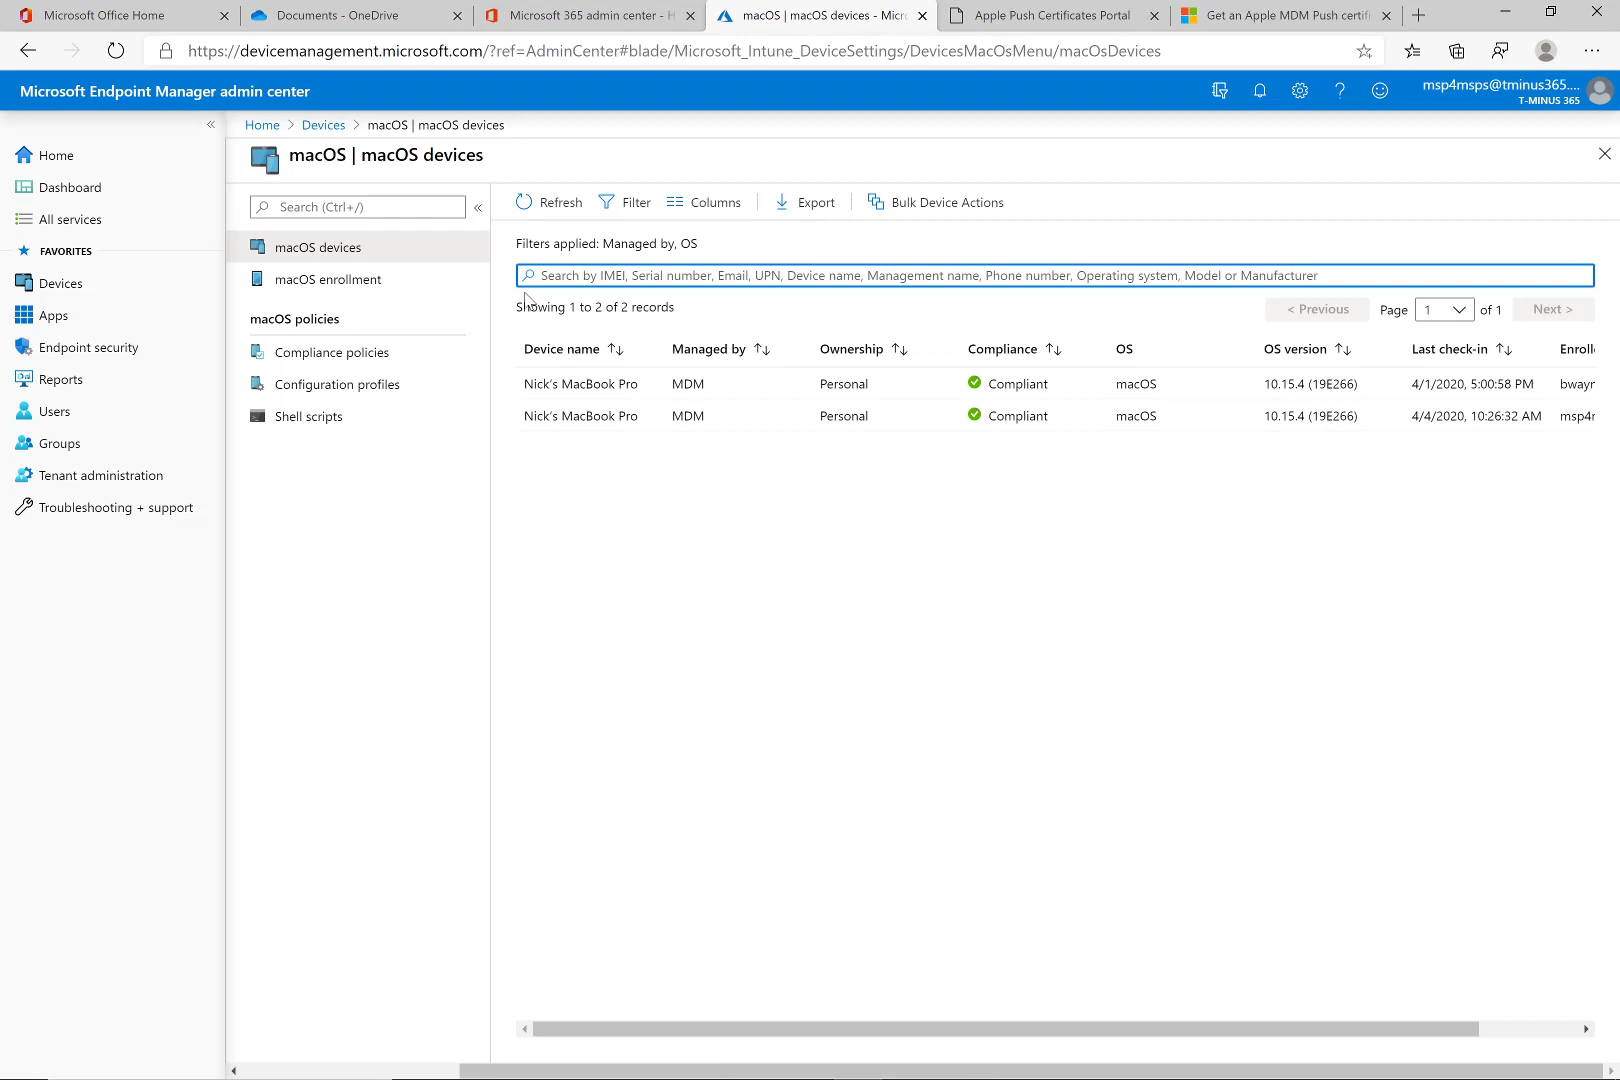 Microsoft Office Home
Documents - OneDrive
Microsoft 365 admin center - H
macOS | macOS devices - Micro
Apple Push Certificates Portal
Get an Apple MDM Push certifi
https://devicemanagement.microsoft.com/?ref=AdminCenter#blade/Microsoft_Intune_DeviceSettings/DevicesMacOsMenu/macOsDevices
Microsoft Endpoint Manager admin center
msp4msps@tminus365....
T-MINUS 365
Home > Devices > macOS | macOS devices
macOS | macOS devices
Home
Dashboard
All services
FAVORITES
Devices
Apps
Endpoint security
Reports
Users
Groups
Tenant administration
Troubleshooting + support
Search (Ctrl+/)
macOS devices
macOS enrollment
macOS policies
Compliance policies
Configuration profiles
Shell scripts
Refresh Filter Columns Export Bulk Device Actions
Filters applied: Managed by, OS
Search by IMEI, Serial number, Email, UPN, Device name, Management name, Phone number, Operating system, Model or Manufacturer
Showing 1 to 2 of 2 records
< Previous Page 1 of 1 Next >
Device name Managed by Ownership Compliance OS OS version Last check-in Enroll
Nick's MacBook Pro MDM Personal Compliant macOS 10.15.4 (19E266) 4/1/2020, 5:00:58 PM bwayn
Nick's MacBook Pro MDM Personal Compliant macOS 10.15.4 (19E266) 4/4/2020, 10:26:32 AM msp4r